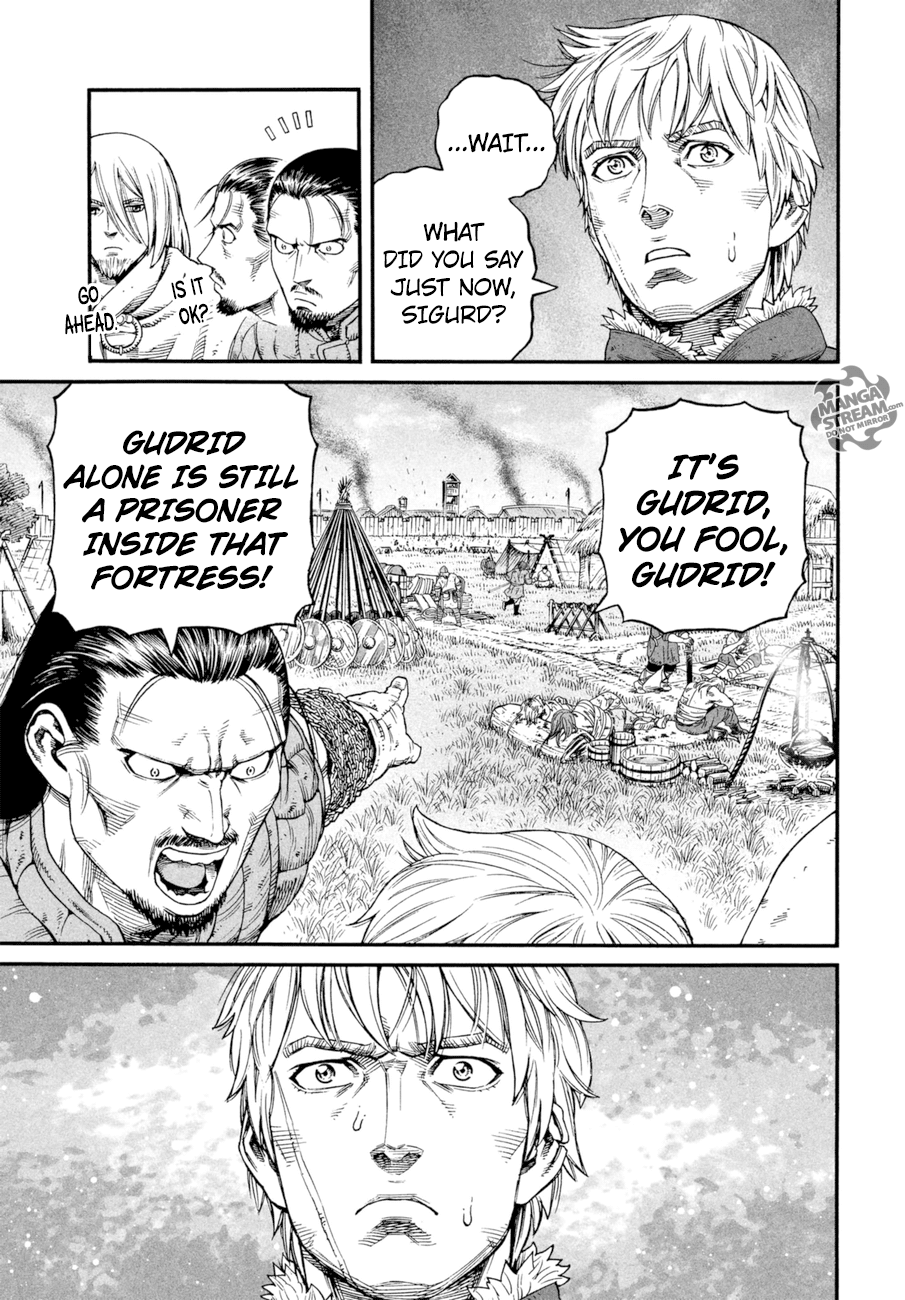 ...WAIT...
WHAT
DID YOU SAY
JUST NOW,
SIGURD?
IS IT
OK?
GO
AHEAD.
IT'S
GUDRID,
YOU FOOL,
GUDRID!
GUDRID
ALONE IS STILL
A PRISONER
INSIDE THAT
FORTRESS!
MANGA
STREAM.com
DO NOT MIRROR